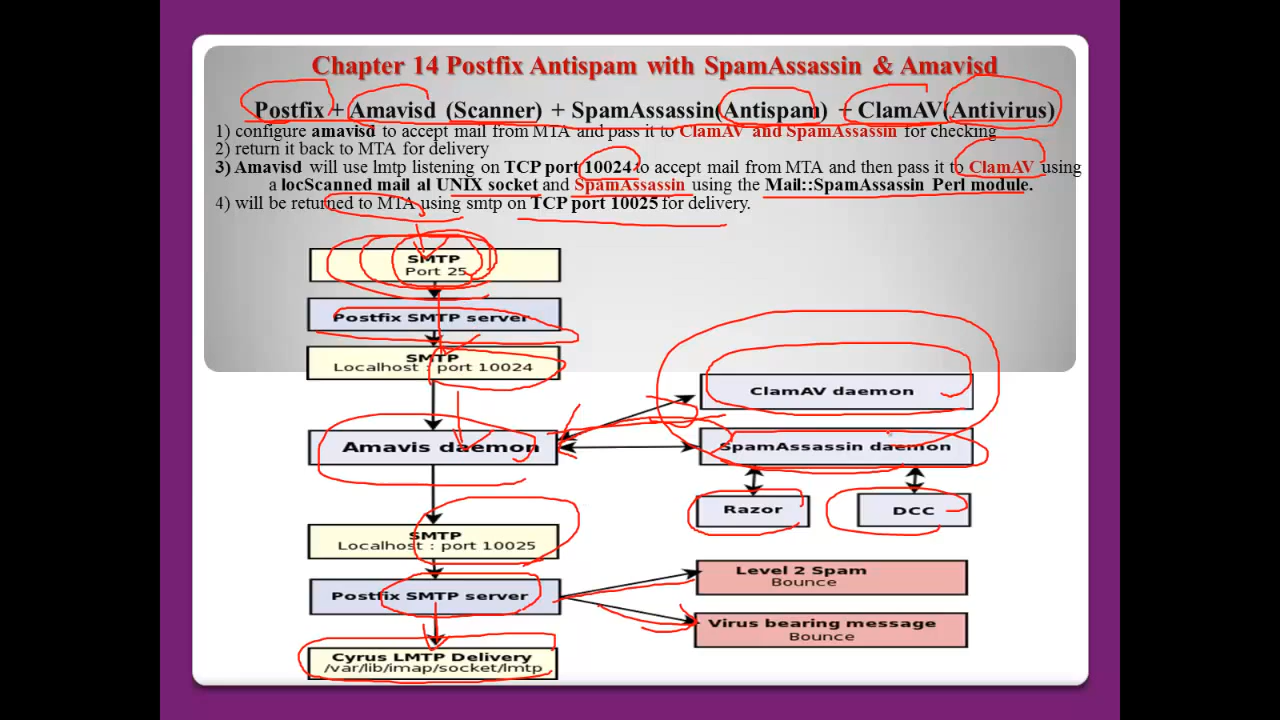 Chapter 14 Postfix Antispam with SpamAssassin & Amavisd
Postfix + Amavisd (Scanner) + SpamAssassin(Antispam) + ClamAV(Antivirus)
1) configure amavisd to accept mail from MTA and pass it to ClamAV and SpamAssassin for checking
2) return it back to MTA for delivery
3) Amavisd will use lmtp listening on TCP port 10024 to accept mail from MTA and then pass it to ClamAV using
a locScanned mail al UNIX socket and SpamAssassin using the Mail::SpamAssassin Perl module.
4) will be returned to MTA using smtp on TCP port 10025 for delivery.
SMTP
Port 25
Postfix SMTP server
SMTP
Localhost : port 10024
ClamAV daemon
Amavis daemon
SpamAssassin daemon
Razor
DCC
SMTP
Localhost : port 10025
Level 2 Spam
Bounce
Postfix SMTP server
Virus bearing message
Bounce
Cyrus LMTP Delivery
/var/lib/imap/socket/lmtp